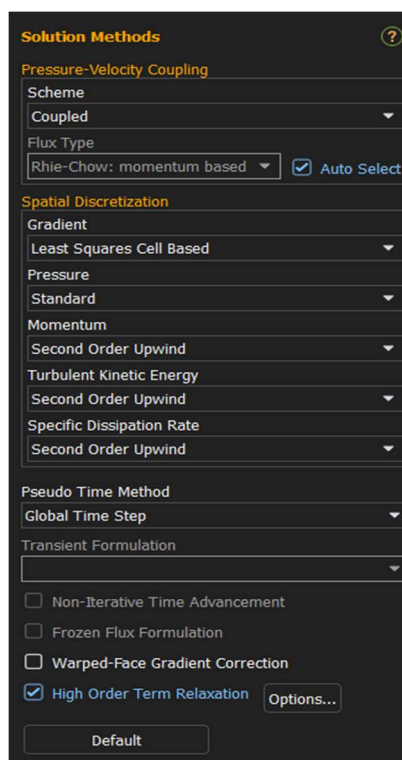 Solution Methods ?
Pressure-Velocity Coupling
Scheme
Coupled
Flux Type
Rhie-Chow: momentum based Auto Select
Spatial Discretization
Gradient
Least Squares Cell Based
Pressure
Standard
Momentum
Second Order Upwind
Turbulent Kinetic Energy
Second Order Upwind
Specific Dissipation Rate
Second Order Upwind
Pseudo Time Method
Global Time Step
Transient Formulation
Non-Iterative Time Advancement
Frozen Flux Formulation
Warped-Face Gradient Correction
High Order Term Relaxation Options...
Default